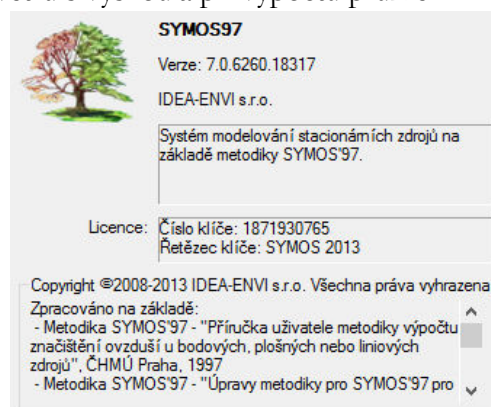 SYMOS97
Verze: 7.0.6260.18317
IDEA-ENVI s.r.o.
Systém modelování stacionárních zdrojů na
základě metodiky SYMOS'97.
Licence:
Číslo klíče: 1871930765
Řetězec klíče: SYMOS 2013
Copyright ©2008-2013 IDEA-ENVI s.r.o. Všechna práva vyhrazena
Zpracováno na základě:
- Metodika SYMOS'97 - "Příručka uživatele metodiky výpočtu
značištění ovzduší u bodových, plošných nebo liniových
zdrojů", ČHMÚ Praha, 1997
- Metodika SYMOS'97 - "Úpravy metodiky pro SYMOS'97 pro